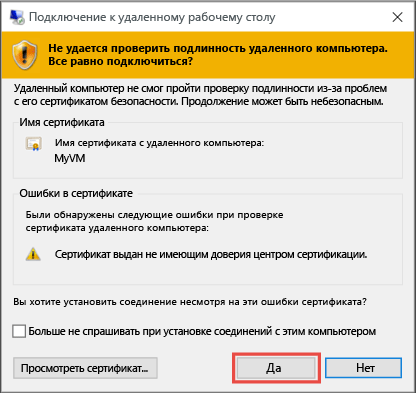 Подключение к удаленному рабочему столу
Не удается проверить подлинность удаленного компьютера.
Все равно подключиться?
Удаленный компьютер не смог пройти проверку подлинности из-за проблем
с его сертификатом безопасности. Продолжение может быть небезопасным.
Имя сертификата
Имя сертификата с удаленного компьютера:
MyVM
Ошибки в сертификате
Были обнаружены следующие ошибки при проверке
сертификата удаленного компьютера:
Сертификат выдан не имеющим доверия центром сертификации.
Вы хотите установить соединение несмотря на эти ошибки сертификата?
Больше не спрашивать при установке соединений с этим компьютером
Просмотреть сертификат... Да Нет